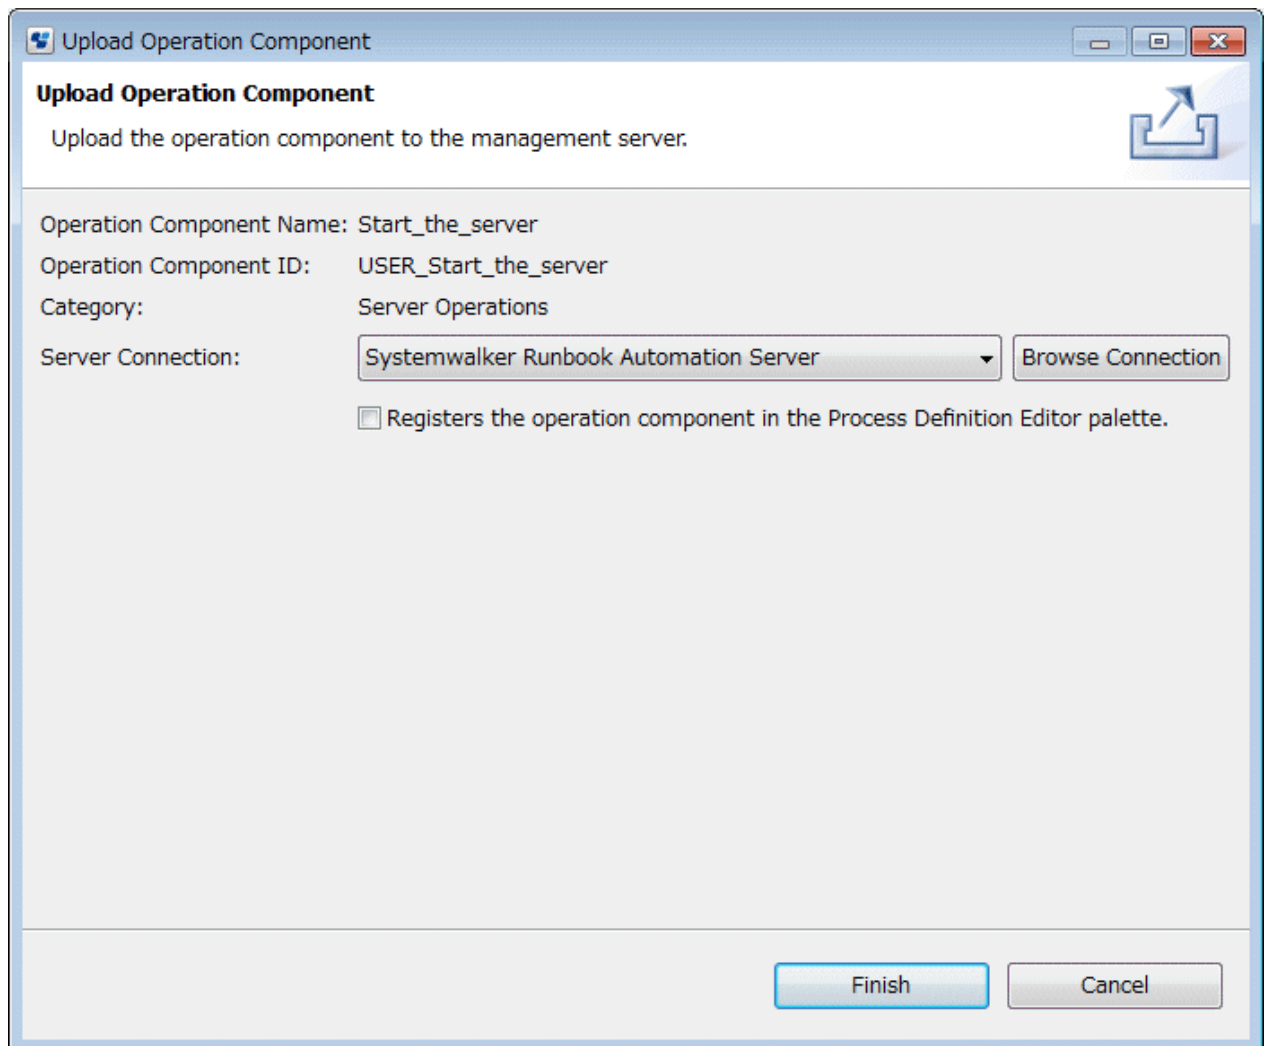 Upload Operation Component
Upload Operation Component
Upload the operation component to the management server.
Operation Component Name: Start_the_server
Operation Component ID: USER_Start_the_server
Category: Server Operations
Server Connection: Systemwalker Runbook Automation Server Browse Connection
Registers the operation component in the Process Definition Editor palette.
Finish Cancel